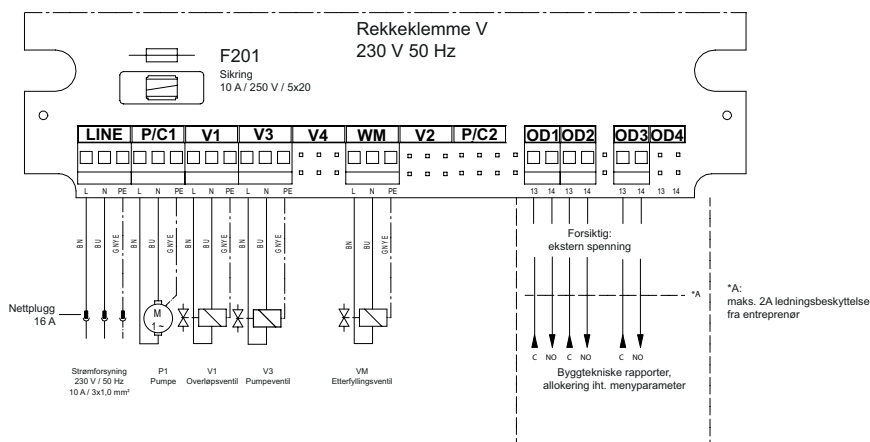 Rekkeklemme V
230 V 50 Hz
F201
Sikring
10 A / 250 V / 5x20
LINE P/C1 V1 V3 V4 WM V2 P/C2 OD1 OD2 OD3 OD4
L N PE L N PE L N PE L N PE L N PE 13 14 13 14 13 14 13 14
BN BU GNYE BN BU GNYE BN BU GNYE BN BU GNYE BN BU GNYE
Forsiktig:
ekstern spenning
*A
*A:
maks. 2A ledningsbeskyttelse
fra entreprenør
Nettplugg
16 A
M
1 ~
C NO C NO C NO
Strømforsyning
230 V / 50 Hz
10 A / 3x1,0 mm²
P1
Pumpe
V1
Overløpsventil
V3
Pumpeventil
VM
Etterfyllingsventil
Byggtekniske rapporter,
allokering iht. menyparameter